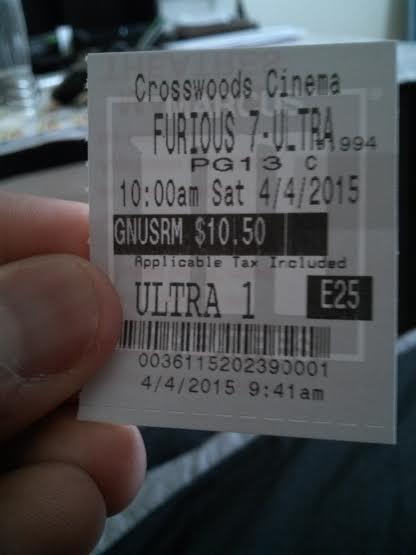 Crosswoods Cinema
FURIOUS 7-ULTRA
1994
PG13 C
10:00am Sat 4/4/2015
GNUSRM $10.50
Applicable Tax Included
ULTRA 1
E25
0036115202390001
4/4/2015 9:41am